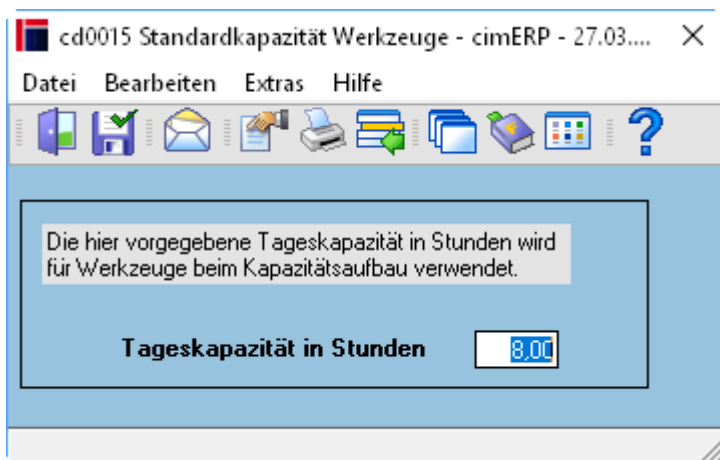 cd0015 Standardkapazität Werkzeuge - cimERP - 27.03....
Datei Bearbeiten Extras Hilfe
Die hier vorgegebene Tageskapazität in Stunden wird
für Werkzeuge beim Kapazitätsaufbau verwendet.
Tageskapazität in Stunden 8,00